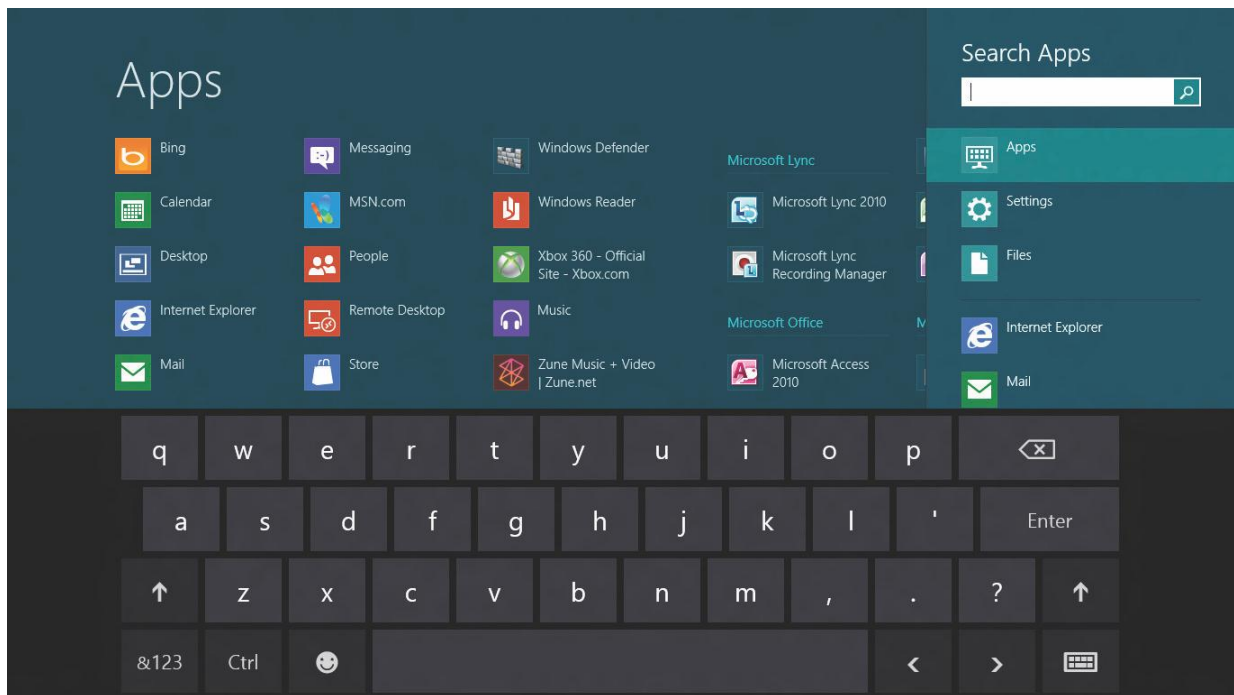 Apps
Bing
Calendar
Desktop
Internet Explorer
Mail
Messaging
MSN.com
People
Remote Desktop
Store
Windows Defender
Windows Reader
Xbox 360 - Official
Site - Xbox.com
Music
Zune Music + Video
| Zune.net
Microsoft Lync
Microsoft Lync 2010
Microsoft Lync
Recording Manager
Microsoft Office
Microsoft Access
2010
M
Search Apps
Apps
Settings
Files
Internet Explorer
Mail
q w e r t y u i o p
a s d f g h j k l ' Enter
z x c v b n m , . ?
&123 Ctrl < >